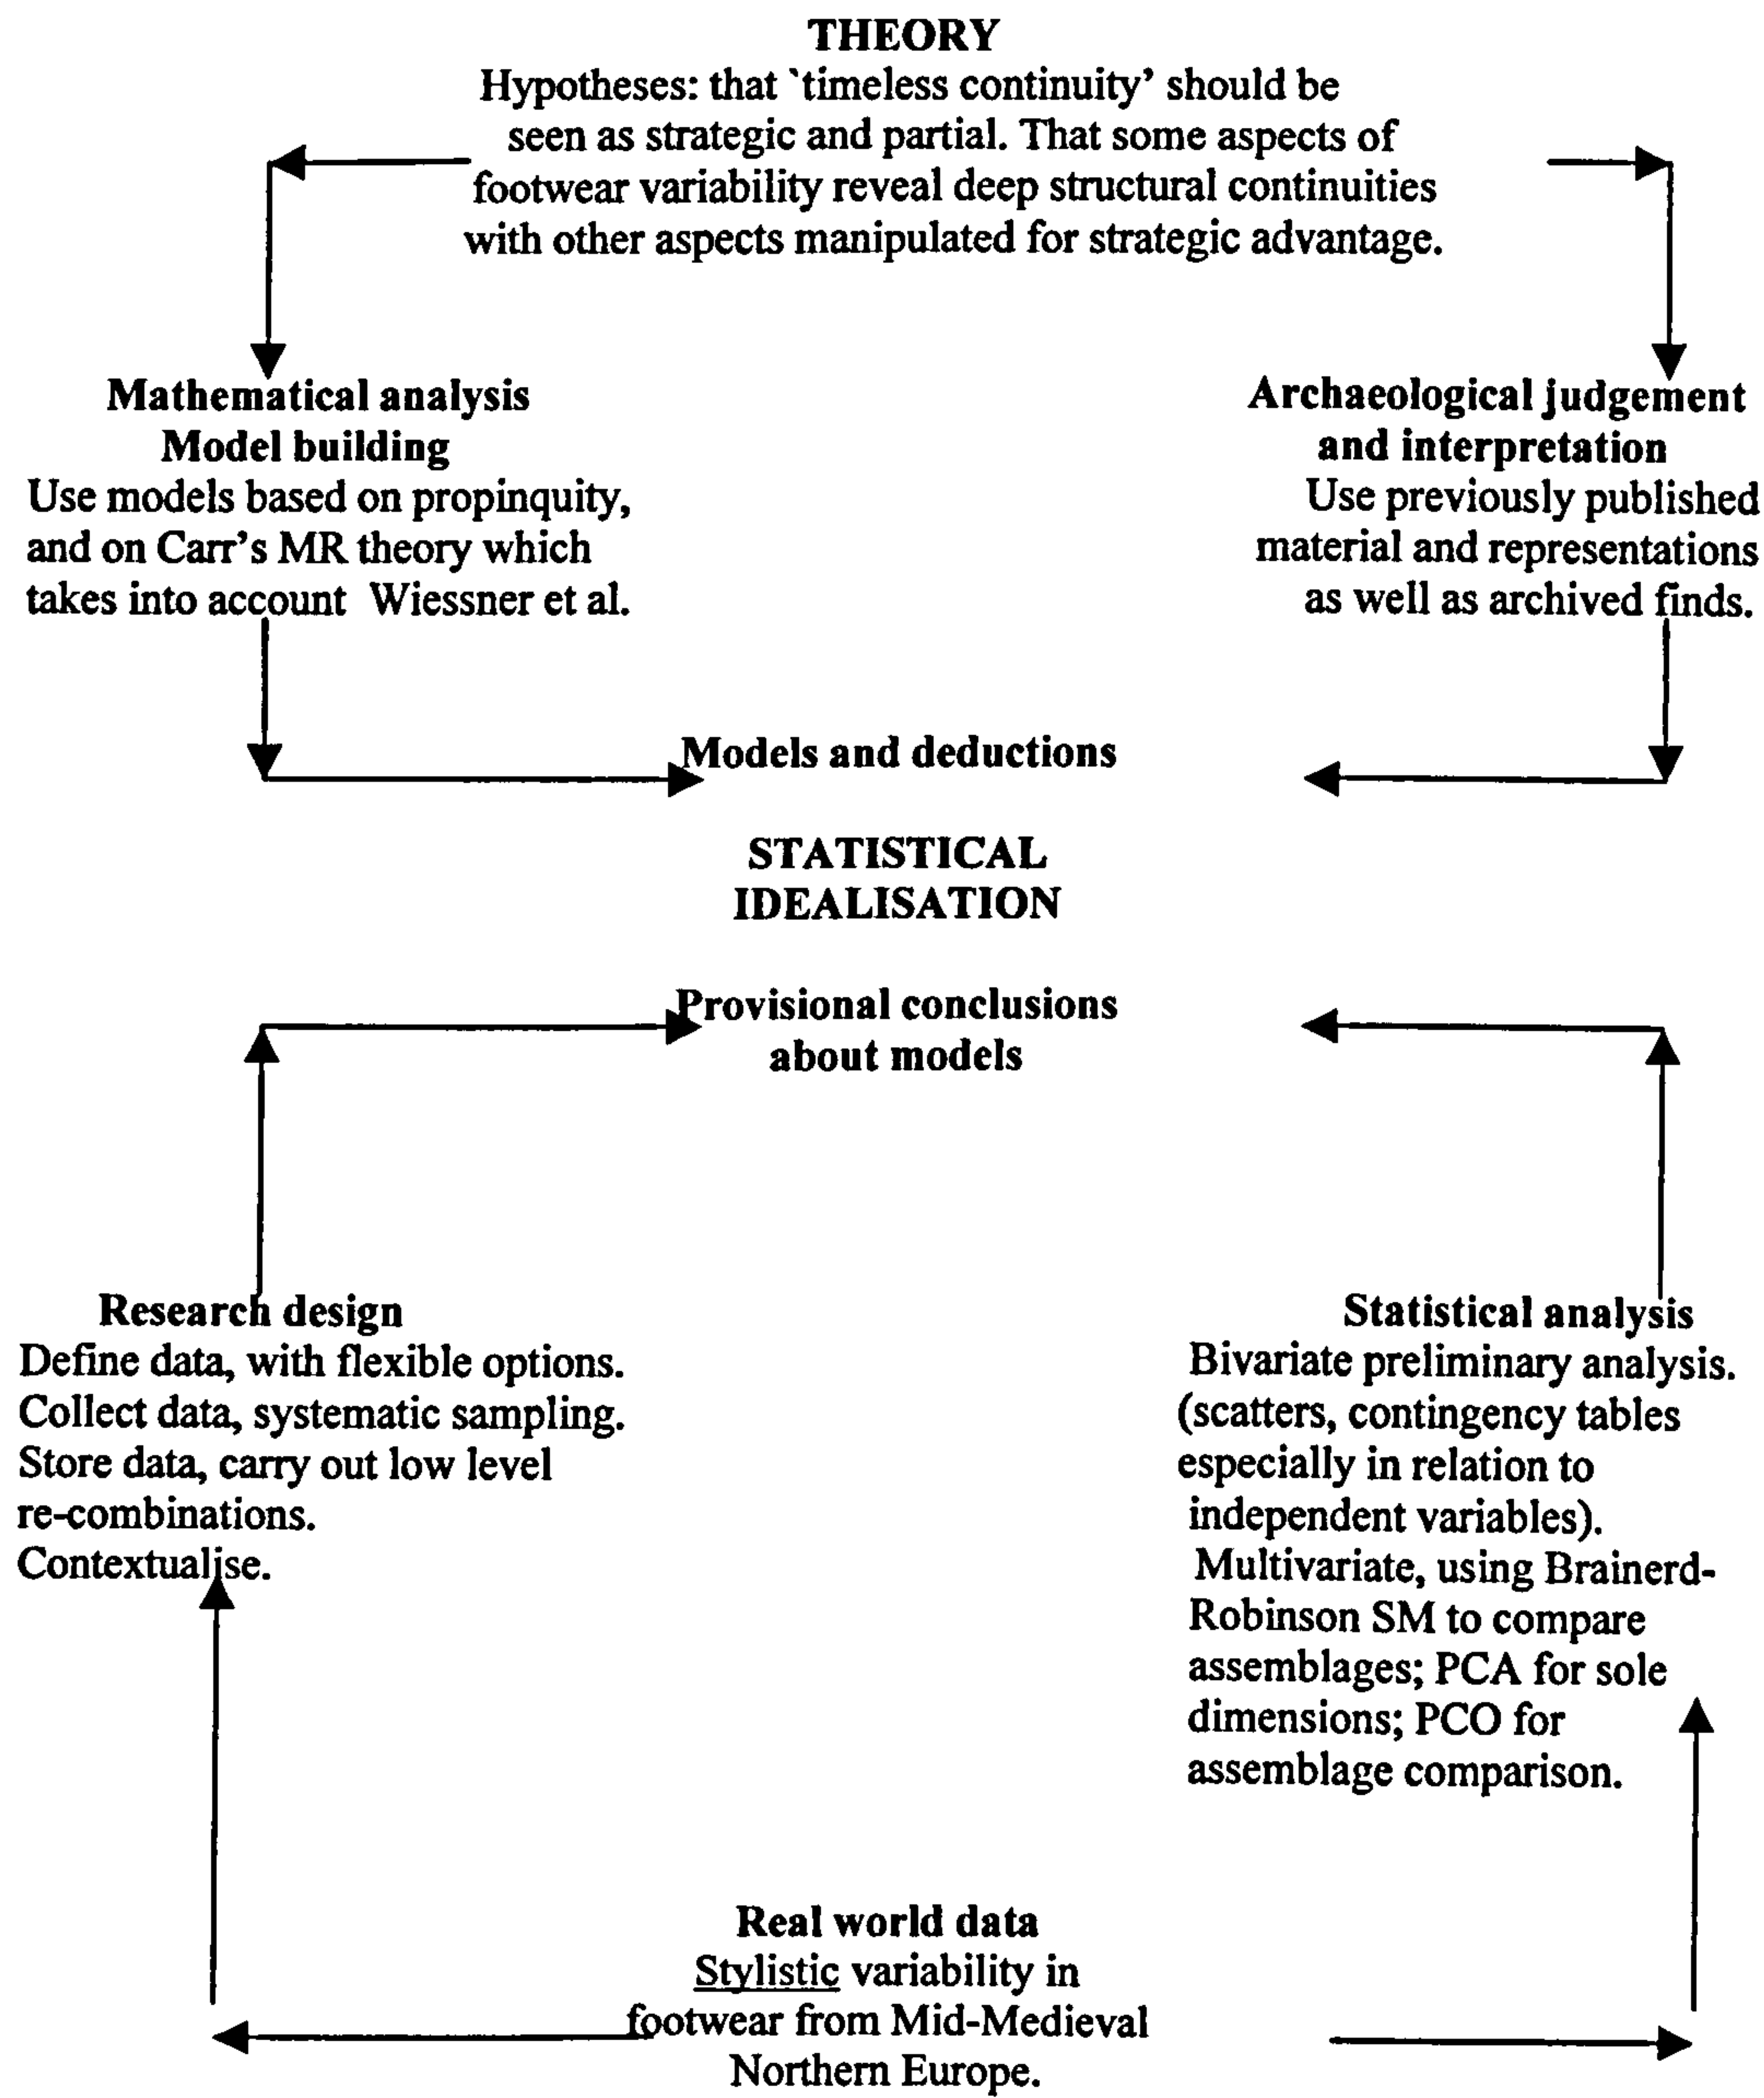 THEORY
Hypotheses: that `timeless continuity' should be
seen as strategic and partial. That some aspects of
footwear variability reveal deep structural continuities
with other aspects manipulated for strategic advantage.
Mathematical analysis
Model building
Use models based on propinquity,
and on Carr's MR theory which
takes into account Wiessner et al.
Archaeological judgement
and interpretation
Use previously published
material and representations
as well as archived finds.
Models and deductions
STATISTICAL
IDEALISATION
Provisional conclusions
about models
Research design
Define data, with flexible options.
Collect data, systematic sampling.
Store data, carry out low level
re-combinations.
Contextualise.
Statistical analysis
Bivariate preliminary analysis.
(scatters, contingency tables
especially in relation to
independent variables).
Multivariate, using Brainerd-
Robinson SM to compare
assemblages; PCA for sole
dimensions; PCO for
assemblage comparison.
Real world data
Stylistic variability in
footwear from Mid-Medieval
Northern Europe.